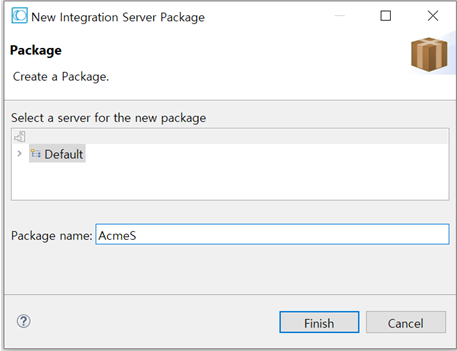 New Integration Server Package
Package
Create a Package.
Select a server for the new package
Default
Package name: AcmeS
Finish
Cancel